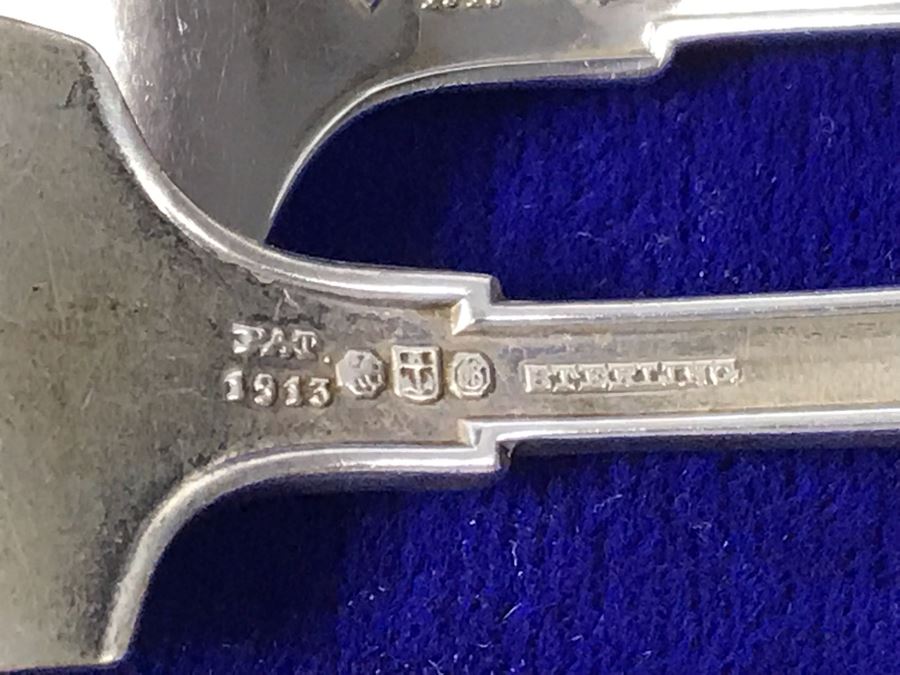 PAT.
1913
STERLING